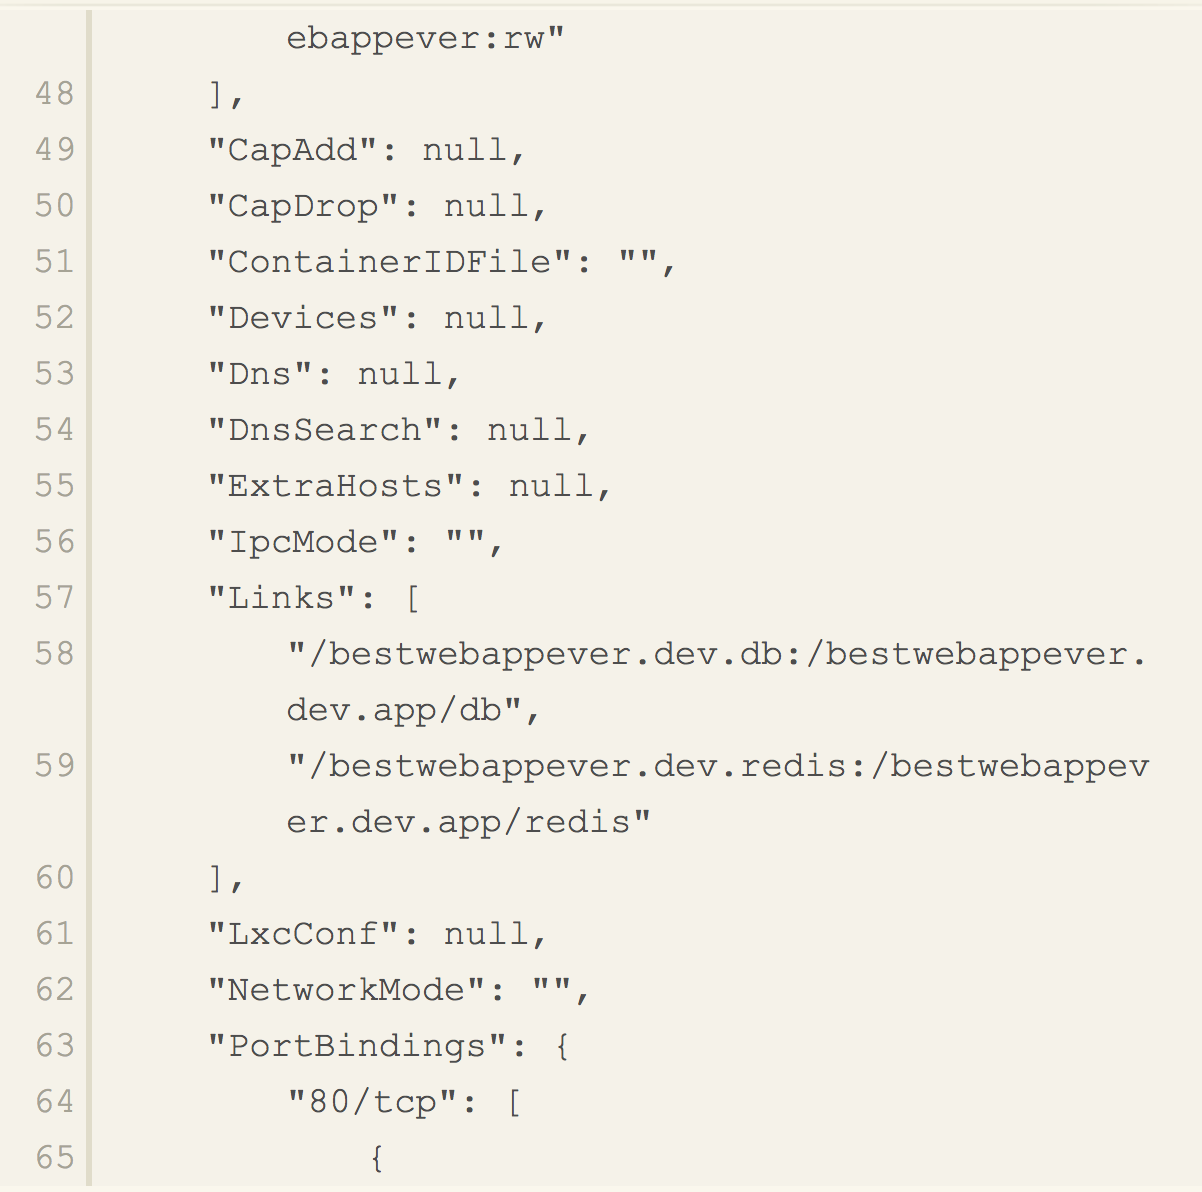 ebappever:rw"
48 ],
49 "CapAdd": null,
50 "CapDrop": null,
51 "ContainerIDFile": "",
52 "Devices": null,
53 "Dns": null,
54 "DnsSearch": null,
55 "ExtraHosts": null,
56 "IpcMode": "",
57 "Links": [
58 "/bestwebappever.dev.db:/bestwebappever.
dev.app/db",
59 "/bestwebappever.dev.redis:/bestwebappev
er.dev.app/redis"
60 ],
61 "LxcConf": null,
62 "NetworkMode": "",
63 "PortBindings": {
64 "80/tcp": [
65 {